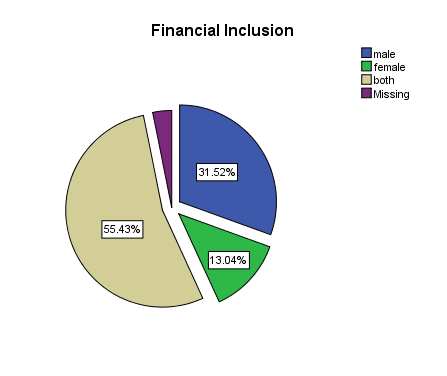 Financial Inclusion
male
female
both
Missing
31.52%
55.43%
13.04%